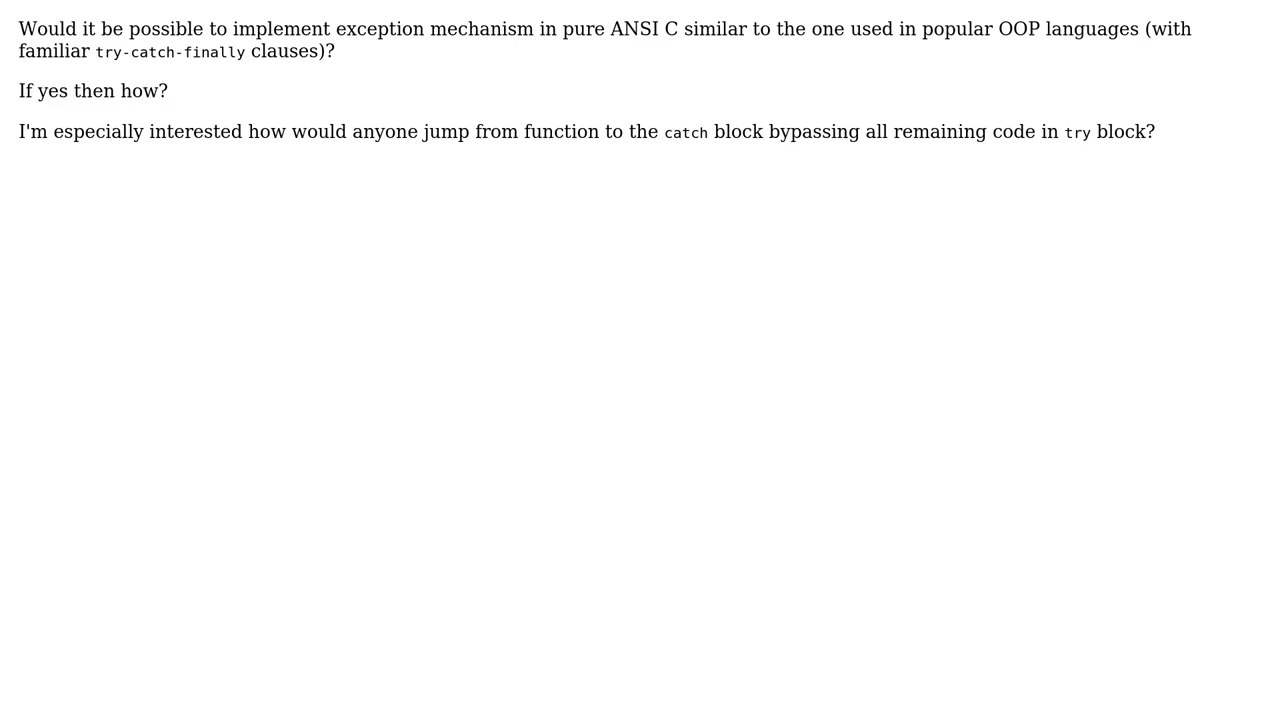 Would it be possible to implement exception mechanism in pure ANSI C similar to the one used in popular OOP languages (with
familiar try-catch-finally clauses)?
If yes then how?
I'm especially interested how would anyone jump from function to the catch block bypassing all remaining code in try block?